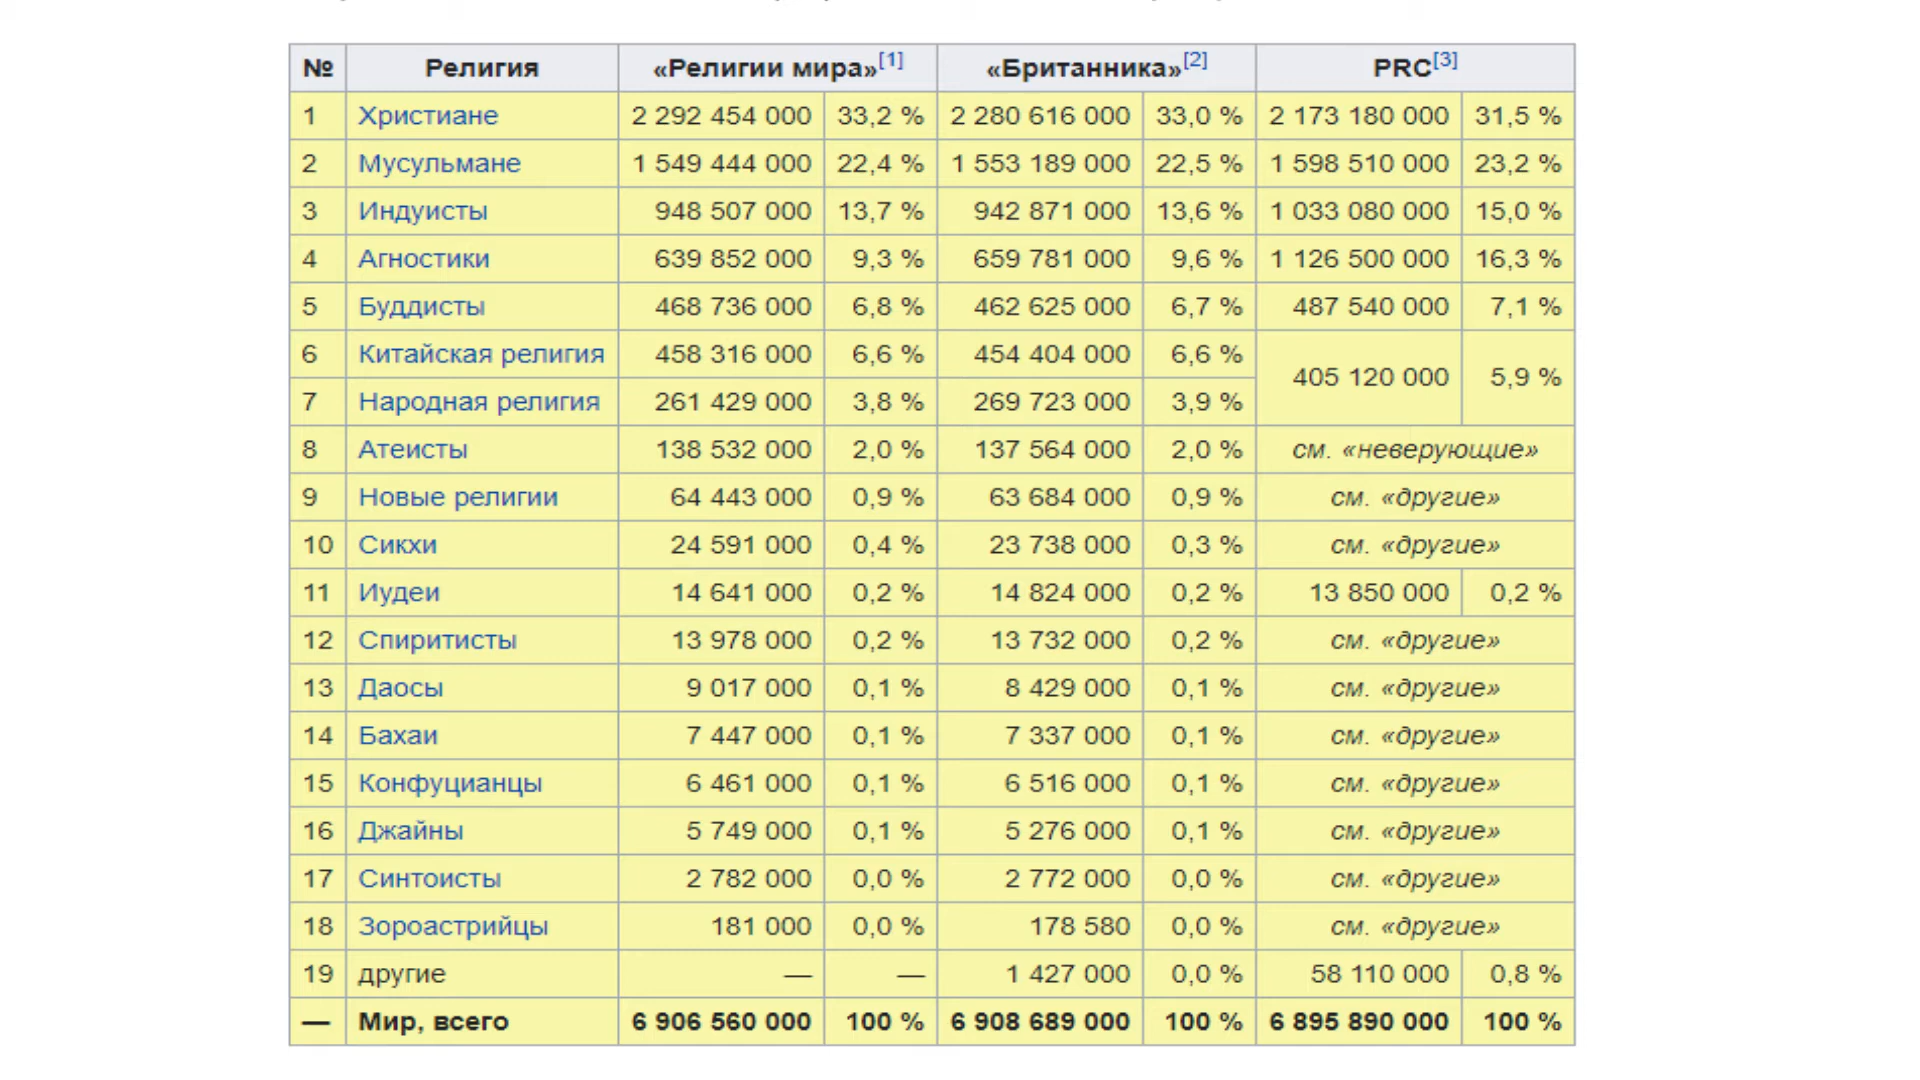 № Религия «Религии мира»[1] «Британника»[2] PRC[3]
1 Христиане 2 292 454 000 33,2 % 2 280 616 000 33,0 % 2 173 180 000 31,5 %
2 Мусульмане 1 549 444 000 22,4 % 1 553 189 000 22,5 % 1 598 510 000 23,2 %
3 Индуисты 948 507 000 13,7 % 942 871 000 13,6 % 1 033 080 000 15,0 %
4 Агностики 639 852 000 9,3 % 659 781 000 9,6 % 1 126 500 000 16,3 %
5 Буддисты 468 736 000 6,8 % 462 625 000 6,7 % 487 540 000 7,1 %
6 Китайская религия 458 316 000 6,6 % 454 404 000 6,6 % 405 120 000 5,9 %
7 Народная религия 261 429 000 3,8 % 269 723 000 3,9 %
8 Атеисты 138 532 000 2,0 % 137 564 000 2,0 % см. «неверующие»
9 Новые религии 64 443 000 0,9 % 63 684 000 0,9 % см. «другие»
10 Сикхи 24 591 000 0,4 % 23 738 000 0,3 % см. «другие»
11 Иудеи 14 641 000 0,2 % 14 824 000 0,2 % 13 850 000 0,2 %
12 Спиритисты 13 978 000 0,2 % 13 732 000 0,2 % см. «другие»
13 Даосы 9 017 000 0,1 % 8 429 000 0,1 % см. «другие»
14 Бахаи 7 447 000 0,1 % 7 337 000 0,1 % см. «другие»
15 Конфуцианцы 6 461 000 0,1 % 6 516 000 0,1 % см. «другие»
16 Джайны 5 749 000 0,1 % 5 276 000 0,1 % см. «другие»
17 Синтоисты 2 782 000 0,0 % 2 772 000 0,0 % см. «другие»
18 Зороастрийцы 181 000 0,0 % 178 580 0,0 % см. «другие»
19 другие — — 1 427 000 0,0 % 58 110 000 0,8 %
— Мир, всего 6 906 560 000 100 % 6 908 689 000 100 % 6 895 890 000 100 %